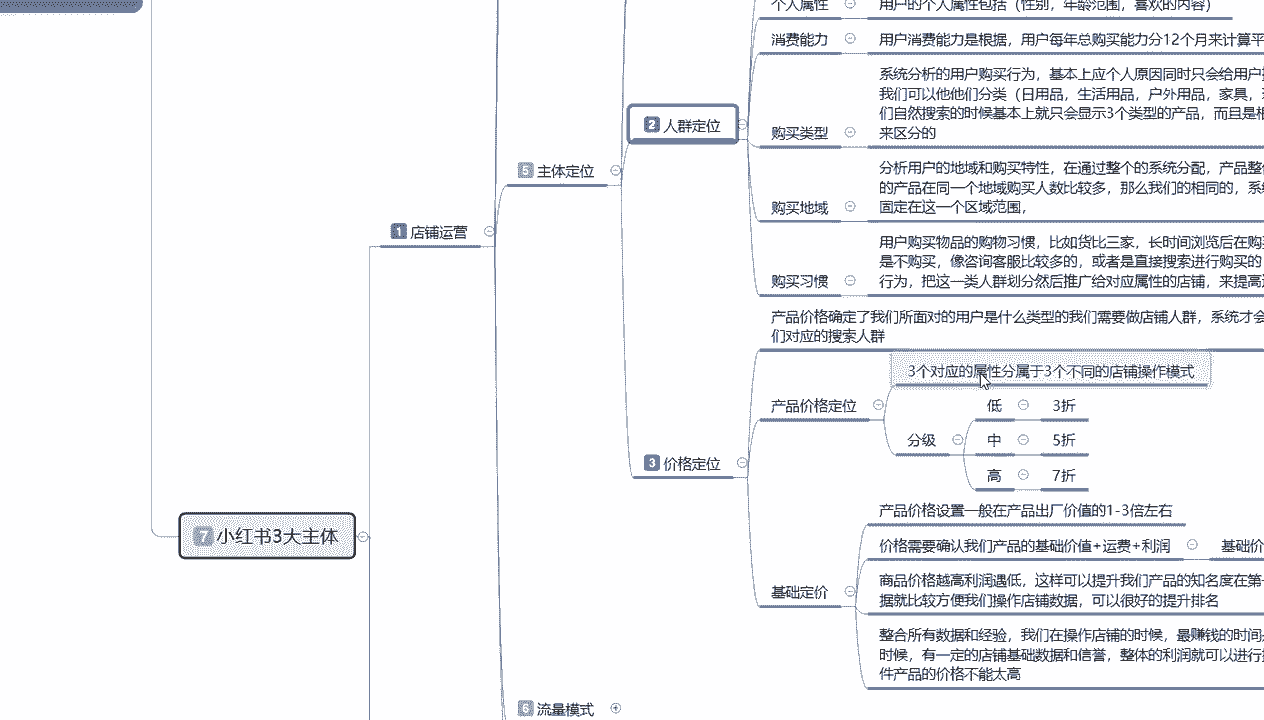 个人属性
用户的个人属性包括（性别，年龄范围，喜欢的内容）
消费能力
用户消费能力是根据，用户每年总购买能力分12个月来计算平
系统分析的用户购买行为，基本上应个人原因同时只会给用户
我们可以他他们分类（日用品，生活用品，户外用品，家具，
们自然搜索的时候基本上就只会显示3个类型的产品，而且是
来区分的
2 人群定位
购买类型
分析用户的地域和购买特性，在通过整个的系统分配，产品整
的产品在同一个地域购买人数比较多，那么我们的相同的，系
固定在这一个区域范围，
5 主体定位
购买地域
1 店铺运营
用户购买物品的购物习惯，比如货比三家，长时间浏览后在购
是不购买，像咨询客服比较多的，或者是直接搜索进行购买的
行为，把这一类人群划分然后推广给对应属性的店铺，来提高
购买习惯
产品价格确定了我们所面对的用户是什么类型的我们需要做店铺人群，系统才会
们对应的搜索人群
3个对应的属性分属于3个不同的店铺操作模式
产品价格定位
低
3折
分级
中
5折
高
7折
3 价格定位
产品价格设置一般在产品出厂价值的1-3倍左右
7 小红书3大主体
价格需要确认我们产品的基础价值+运费+利润
基础价
商品价格越高利润遇低，这样可以提升我们产品的知名度在第
据就比较方便我们操作店铺数据，可以很好的提升排名
基础定价
整合所有数据和经验，我们在操作店铺的时候，最赚钱的时间
时候，有一定的店铺基础数据和信誉，整体的利润就可以进行
件产品的价格不能太高
6 流量模式